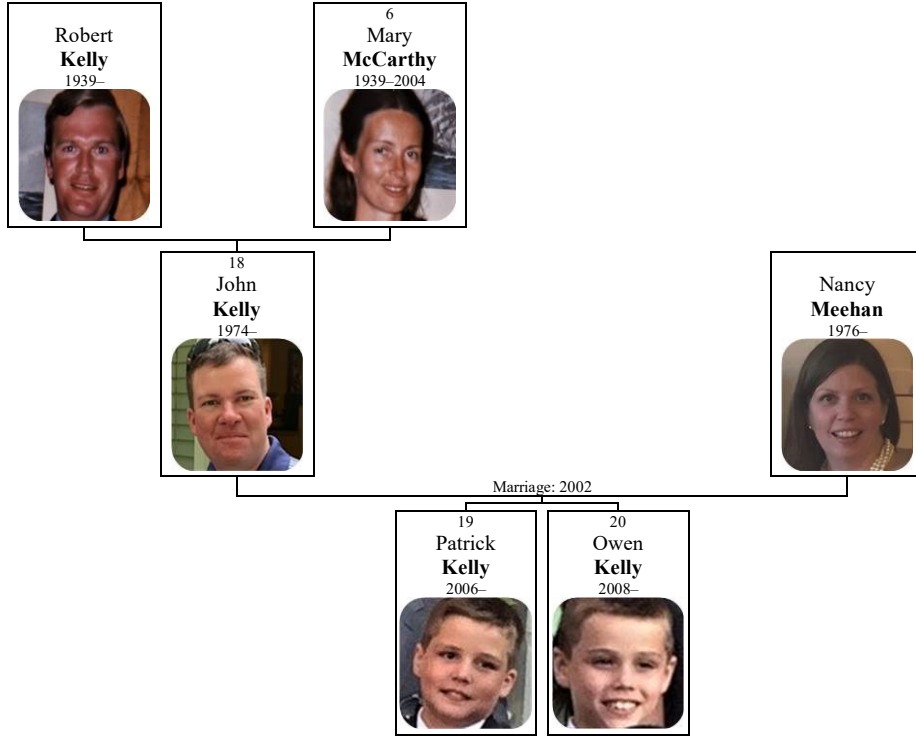 Robert
Kelly
1939–
6
Mary
McCarthy
1939–2004
18
John
Kelly
1974–
Nancy
Meehan
1976–
Marriage: 2002
19
Patrick
Kelly
2006–
20
Owen
Kelly
2008–